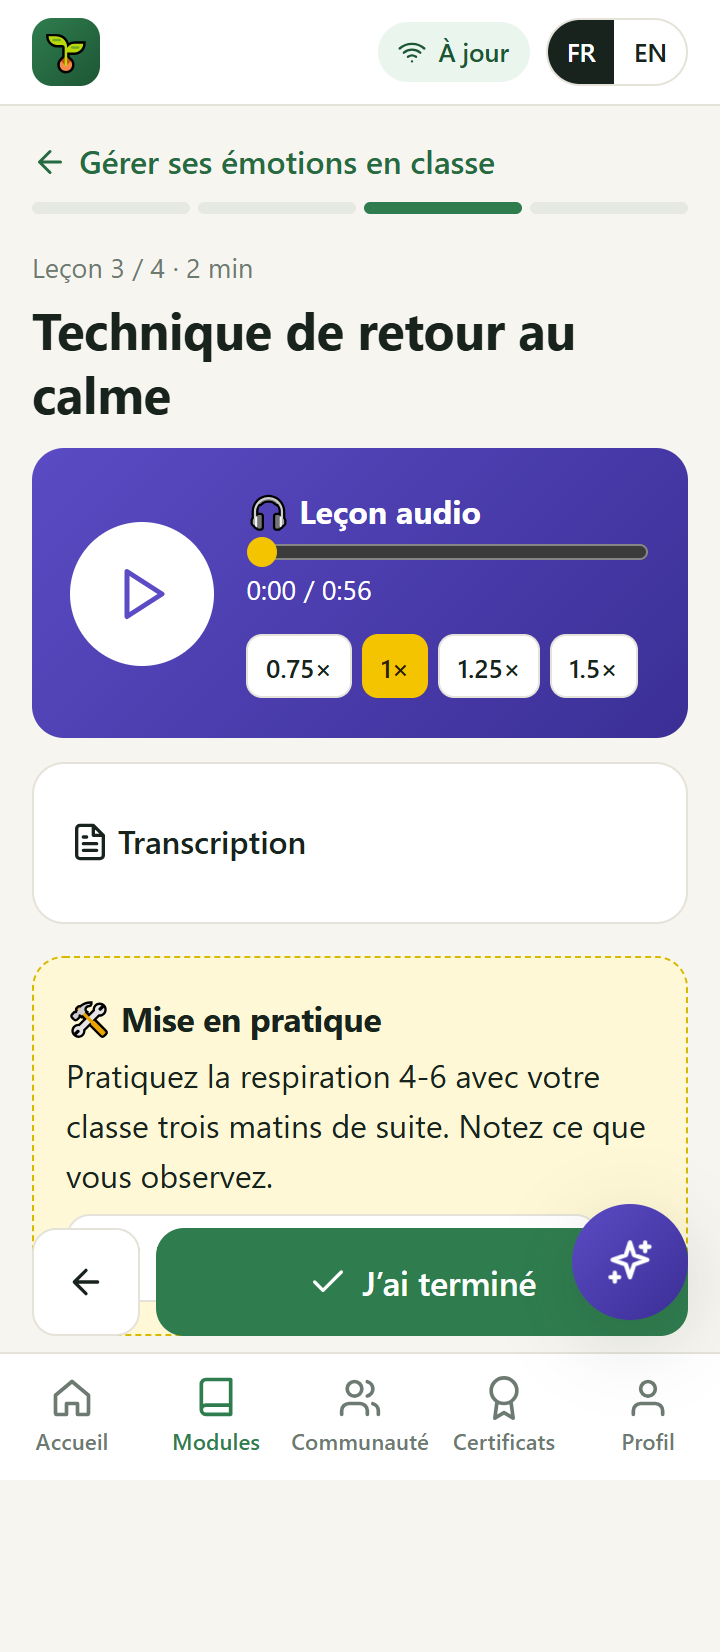 À jour
FR
EN
Gérer ses émotions en classe
Leçon 3 / 4 · 2 min
Technique de retour au
calme
Leçon audio
0:00 / 0:56
0.75×
1×
1.25×
1.5×
Transcription
Mise en pratique
Pratiquez la respiration 4-6 avec votre
classe trois matins de suite. Notez ce que
vous observez.
J’ai terminé
Accueil
Modules
Communauté
Certificats
Profil